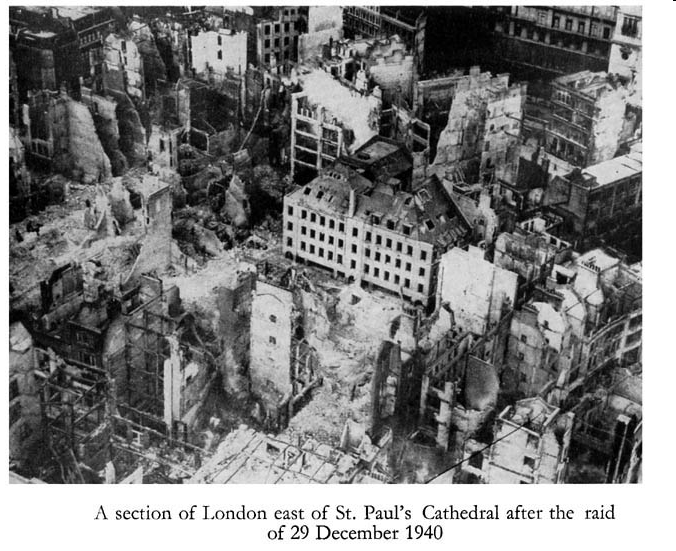 A section of London east of St. Paul's Cathedral after the raid
of 29 December 1940